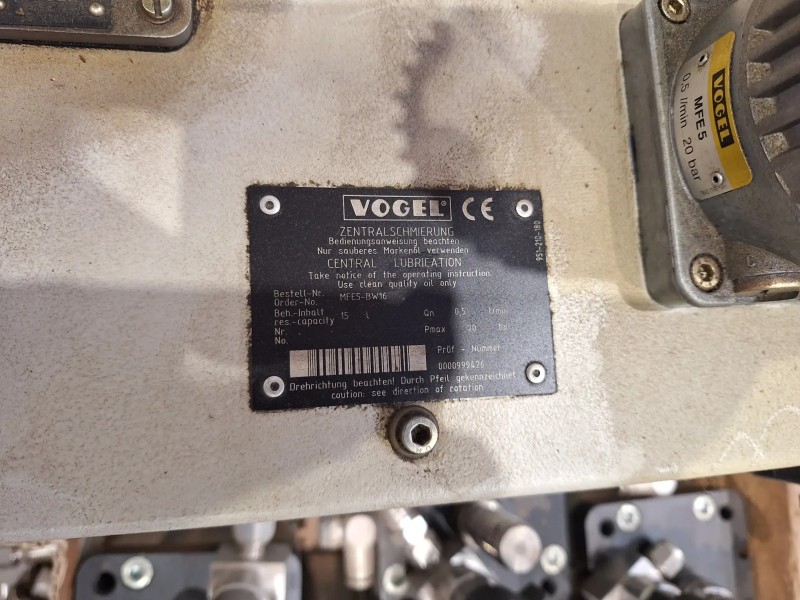 VOGEL® CE
ZENTRALSCHMIERUNG
Bedienungsanweisung beachten
Nur sauberes Markenöl verwenden
CENTRAL LUBRICATION
Take notice of the operating instruction.
Use clean quality oil only
Bestell-Nr.
Order-No. MFE5-BW16
Beh.-Inhalt
res.-capacity 15 l Qn 0,5 l/min
Nr.
No. Pmax 20 bar
Prüf - Nummer
0000999426
Drehrichtung beachten! Durch Pfeil gekennzeichnet
caution: see direction of rotation
951-210-180
VOGEL
MFE5
0,5 l/min 20 bar